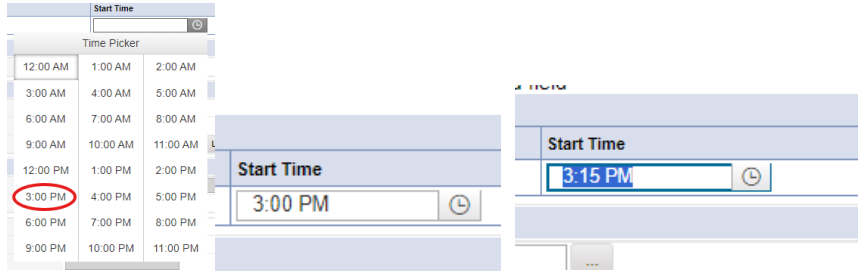 Start Time
Time Picker
12:00 AM 1:00 AM 2:00 AM
3:00 AM 4:00 AM 5:00 AM
6:00 AM 7:00 AM 8:00 AM
9:00 AM 10:00 AM 11:00 AM
12:00 PM 1:00 PM 2:00 PM
3:00 PM 4:00 PM 5:00 PM
6:00 PM 7:00 PM 8:00 PM
9:00 PM 10:00 PM 11:00 PM
Start Time
3:00 PM
field
Start Time
3:15 PM
...